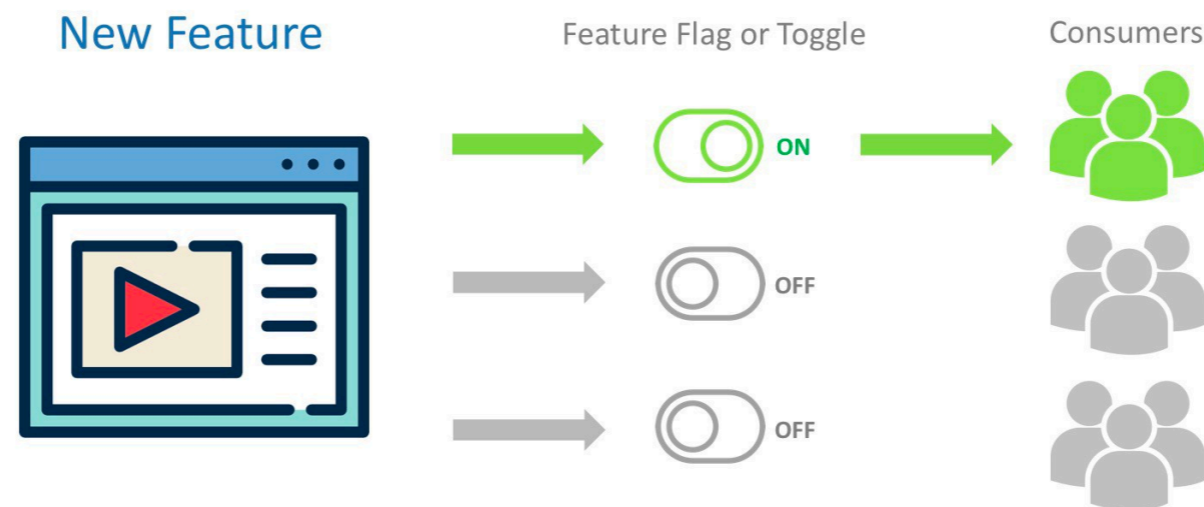 New Feature
Feature Flag or Toggle
Consumers
ON
OFF
OFF